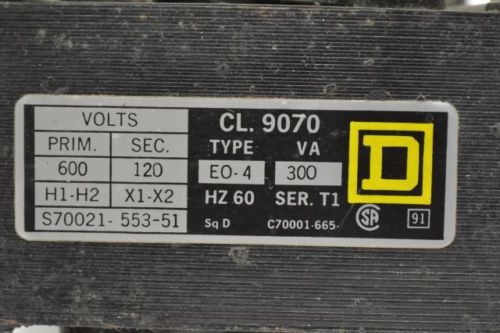 VOLTS
PRIM. SEC.
600 120
H1-H2 X1-X2
S70021- 553-51
CL. 9070
TYPE VA
EO-4 300
HZ 60 SER. T1
Sq D C70001-665-
D
SA
91